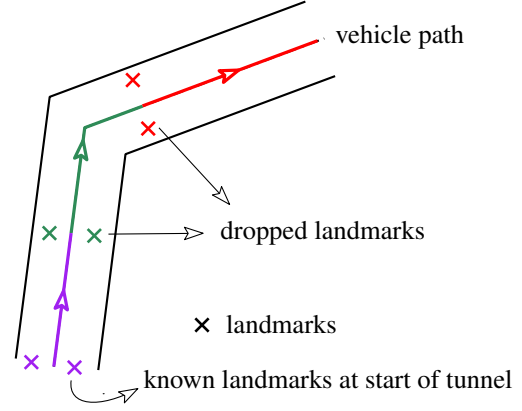 vehicle path
dropped landmarks
landmarks
known landmarks at start of tunnel